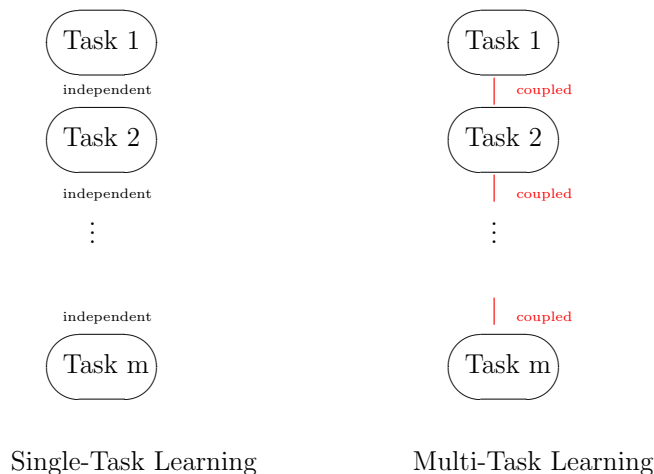 Task 1
independent
Task 2
independent
⋮
independent
Task m
Single-Task Learning
Task 1
coupled
Task 2
coupled
⋮
coupled
Task m
Multi-Task Learning